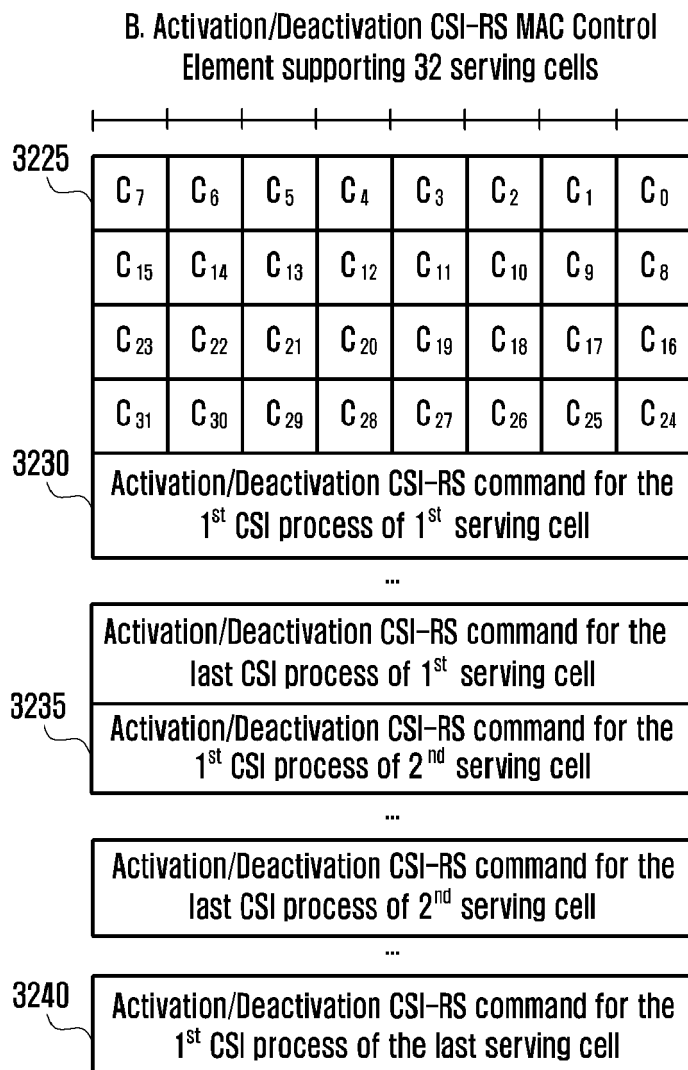 B. Activation/Deactivation CSI-RS MAC Control
Element supporting 32 serving cells
3225
C7 C6 C5 C4 C3 C2 C1 C0
C15 C14 C13 C12 C11 C10 C9 C8
C23 C22 C21 C20 C19 C18 C17 C16
C31 C30 C29 C28 C27 C26 C25 C24
3230
Activation/Deactivation CSI-RS command for the
1st CSI process of 1st serving cell
...
Activation/Deactivation CSI-RS command for the
last CSI process of 1st serving cell
3235
Activation/Deactivation CSI-RS command for the
1st CSI process of 2nd serving cell
...
Activation/Deactivation CSI-RS command for the
last CSI process of 2nd serving cell
...
3240
Activation/Deactivation CSI-RS command for the
1st CSI process of the last serving cell